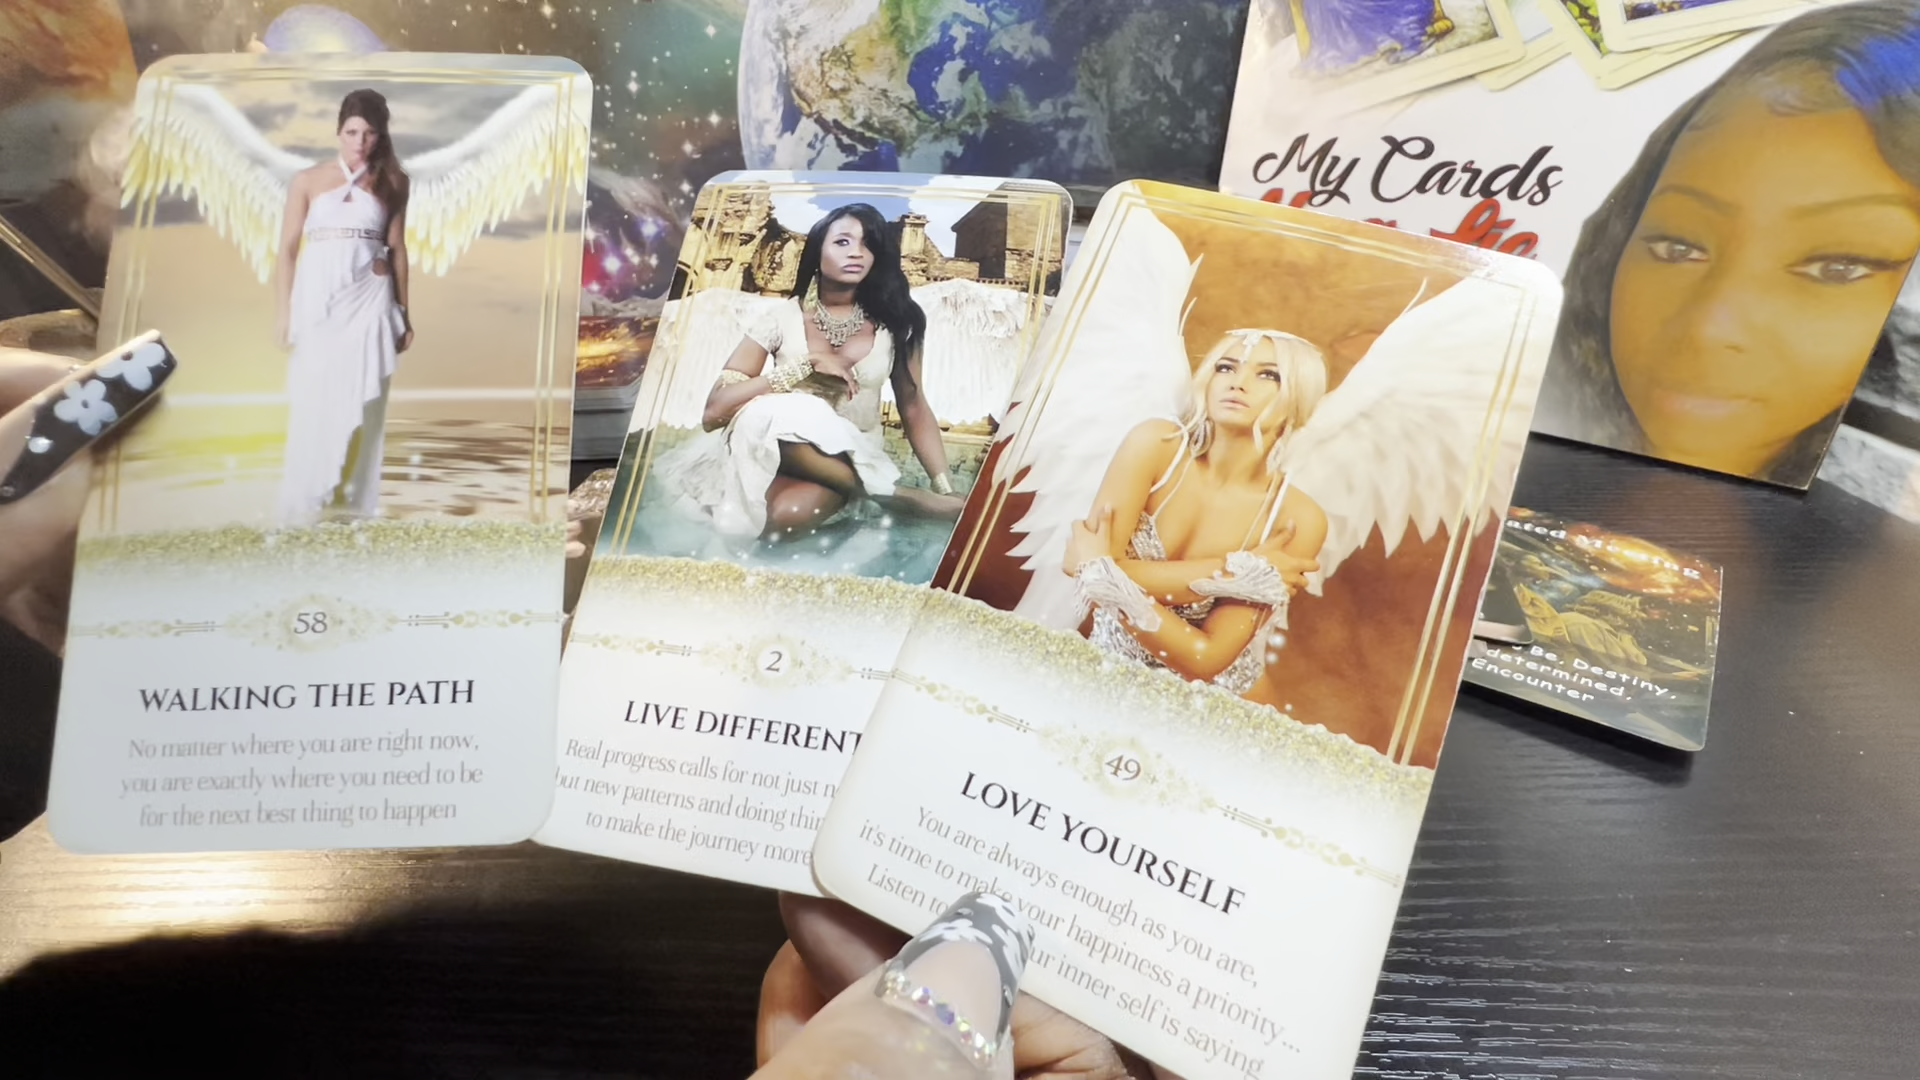 My Cards
58
WALKING THE PATH
No matter where you are right now,
you are exactly where you need to be
for the next best thing to happen
2
LIVE DIFFERENT
Real progress calls for not just
but new patterns and doing
to make the journey more
49
LOVE YOURSELF
You are always enough as you are,
it's time to make your happiness a priority...
Listen to inner self is saying
Be, Destiny,
determined,
Encounter